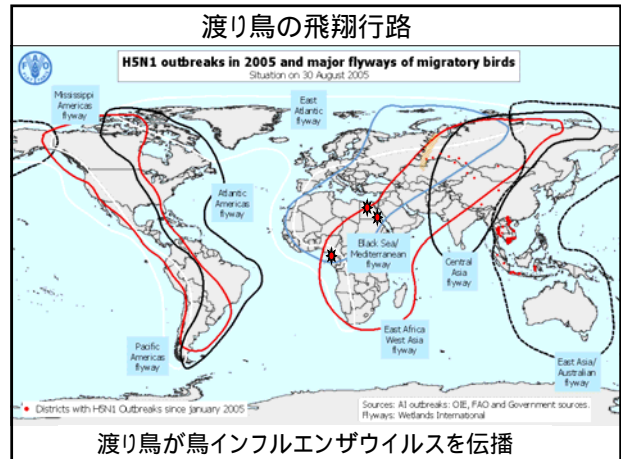 渡り鳥の飛翔行路
H5N1 outbreaks in 2005 and major flyways of migratory birds
Situation on 30 August 2005
Mississippi
Americas
flyway
East
Atlantic
flyway
Atlantic
Americas
flyway
Black Sea/
Mediterranean
flyway
Central
Asia
flyway
East Africa
West Asia
flyway
Pacific
Americas
flyway
East Asia/
Australian
flyway
Districts with H5N1 Outbreaks since January 2005
Sources: AI outbreaks: OIE, FAO and Government sources.
Flyways: Wetlands International
渡り鳥が鳥インフルエンザウイルスを伝播